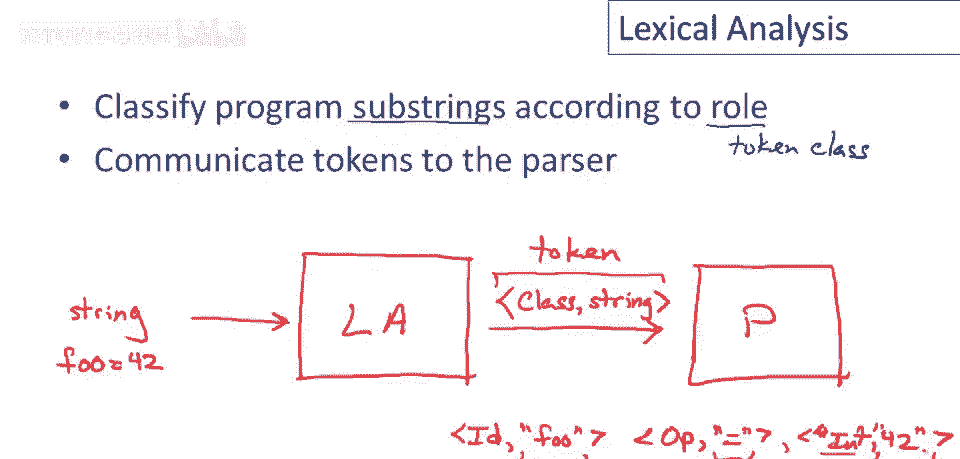 Lexical Analysis
• Classify program substrings according to role
token class
• Communicate tokens to the parser
token
<Class, string>
string
foo=42
LA
P
<Id, "foo"> <Op, "=">, <"Int, "42">